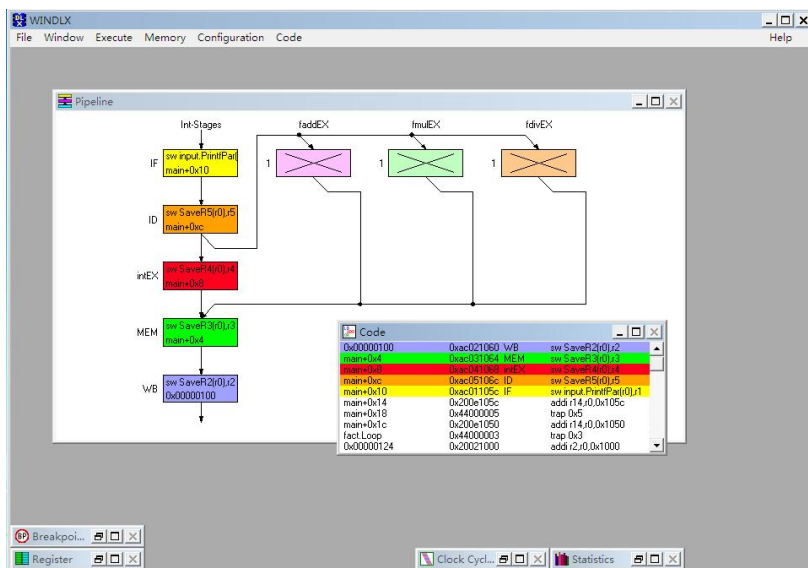 WINDLX
File Window Execute Memory Configuration Code Help
Pipeline
Int-Stages faddEX fmulEX fdivEX
IF sw input.PrintfPar( 1 1 1
main+0x10
ID sw SaveR5(r0),r5
main+0xc
intEX sw SaveR4(r0),r4
main+0x8
MEM sw SaveR3(r0),r3
main+0x4
WB sw SaveR2(r0),r2
0x00000100
Code
0x00000100 0xac021060 WB sw SaveR2(r0),r2
main+0x4 0xac031064 MEM sw SaveR3(r0),r3
main+0x8 0xac041068 intEX sw SaveR4(r0),r4
main+0xc 0xac05106c ID sw SaveR5(r0),r5
main+0x10 0xac01105c IF sw input.PrintfPar(r0),r1
main+0x14 0x200e105c addi r14,r0,0x105c
main+0x18 0x44000005 trap 0x5
main+0x1c 0x200e1050 addi r14,r0,0x1050
fact.Loop 0x44000003 trap 0x3
0x00000124 0x20021000 addi r2,r0,0x1000
BP Breakpoi...
Register
Clock Cycl...
Statistics